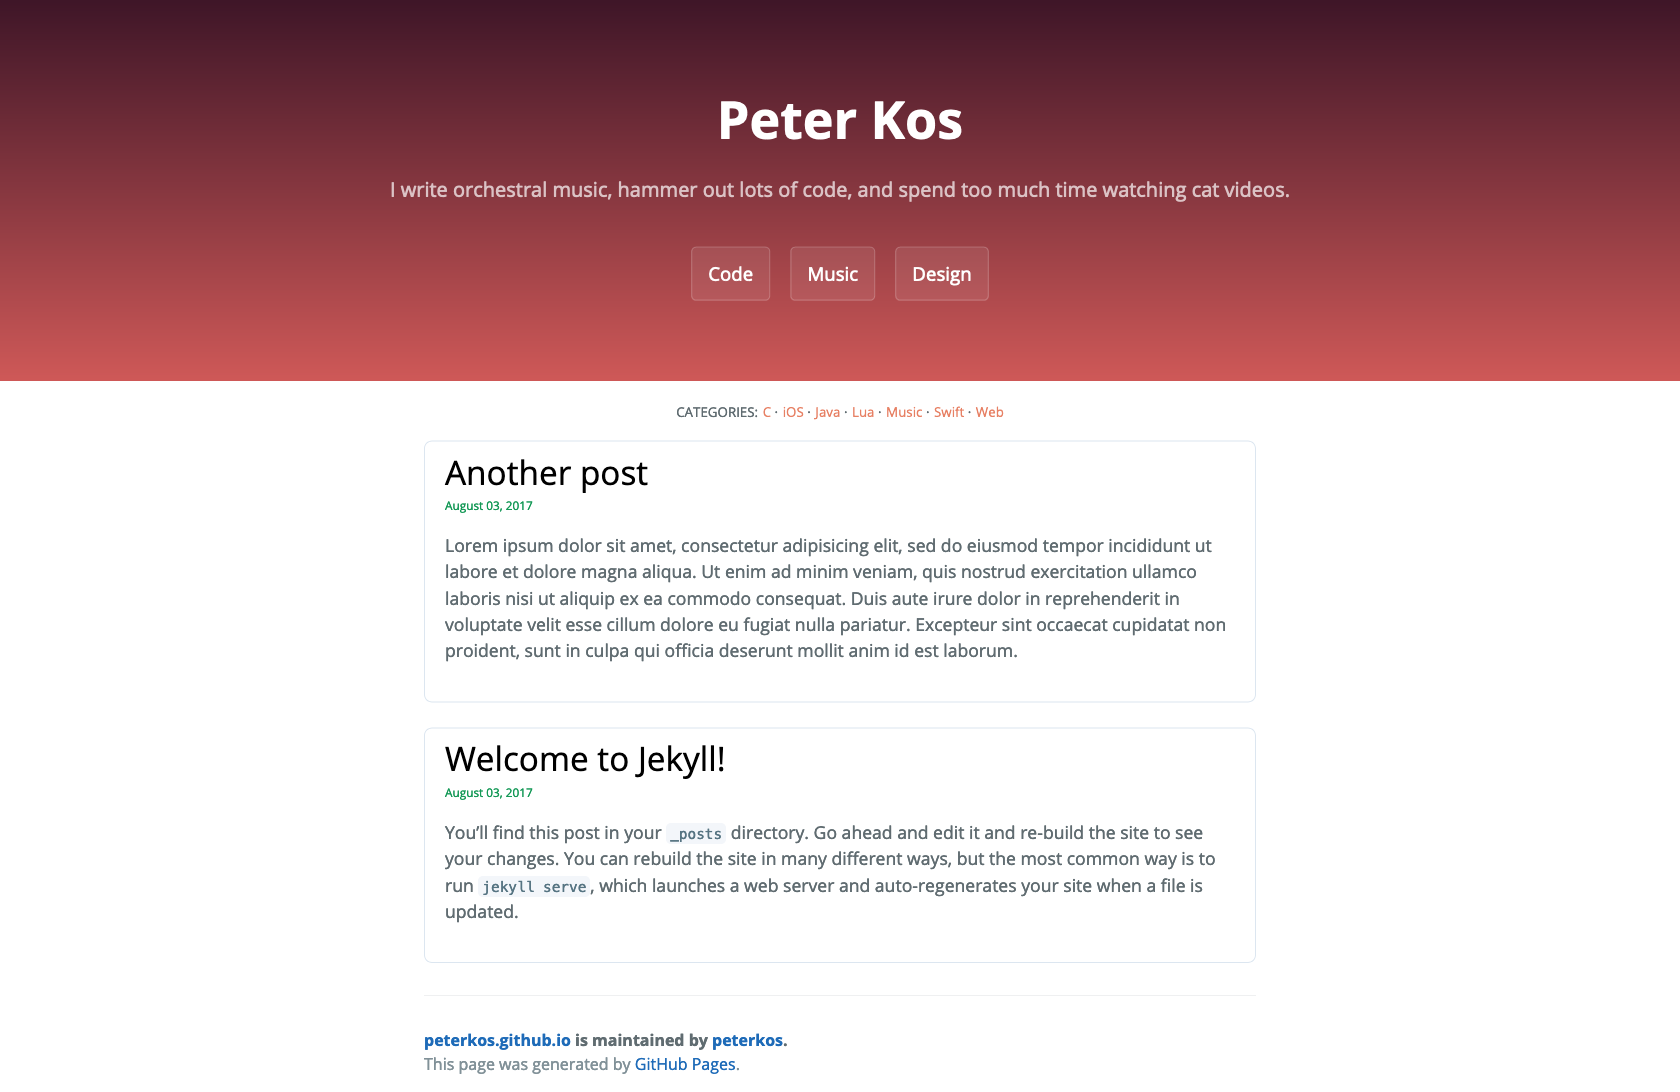 Peter Kos
I write orchestral music, hammer out lots of code, and spend too much time watching cat videos.
Code Music Design
CATEGORIES: C · iOS · Java · Lua · Music · Swift · Web
Another post
August 03, 2017
Lorem ipsum dolor sit amet, consectetur adipisicing elit, sed do eiusmod tempor incididunt ut
labore et dolore magna aliqua. Ut enim ad minim veniam, quis nostrud exercitation ullamco
laboris nisi ut aliquip ex ea commodo consequat. Duis aute irure dolor in reprehenderit in
voluptate velit esse cillum dolore eu fugiat nulla pariatur. Excepteur sint occaecat cupidatat non
proident, sunt in culpa qui officia deserunt mollit anim id est laborum.
Welcome to Jekyll!
August 03, 2017
You’ll find this post in your _posts directory. Go ahead and edit it and re-build the site to see
your changes. You can rebuild the site in many different ways, but the most common way is to
run jekyll serve, which launches a web server and auto-regenerates your site when a file is
updated.
peterkos.github.io is maintained by peterkos.
This page was generated by GitHub Pages.